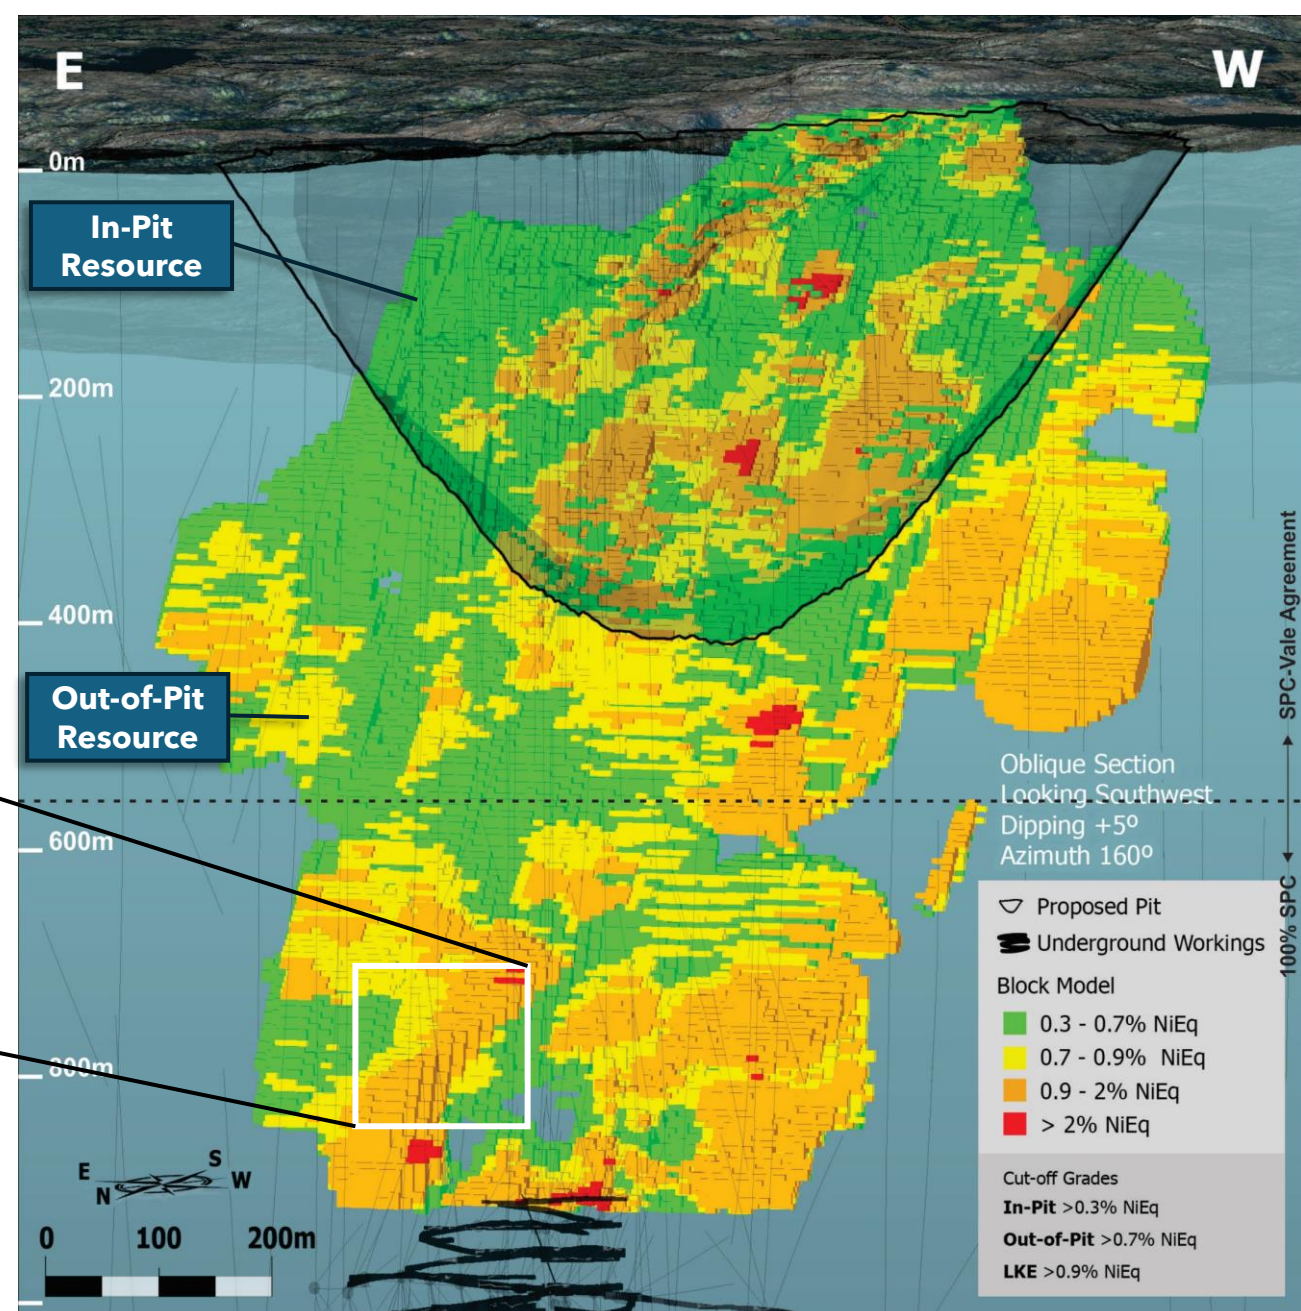 E
W
0m
In-Pit
Resource
200m
400m
Out-of-Pit
Resource
SPC-Vale Agreement
Oblique Section
Looking Southwest
Dipping +5º
Azimuth 160º
600m
100% SPC
Proposed Pit
Underground Workings
Block Model
0.3 - 0.7% NiEq
0.7 - 0.9% NiEq
0.9 - 2% NiEq
> 2% NiEq
800m
Cut-off Grades
In-Pit >0.3% NiEq
Out-of-Pit >0.7% NiEq
LKE >0.9% NiEq
E
S
N
W
0
100
200m